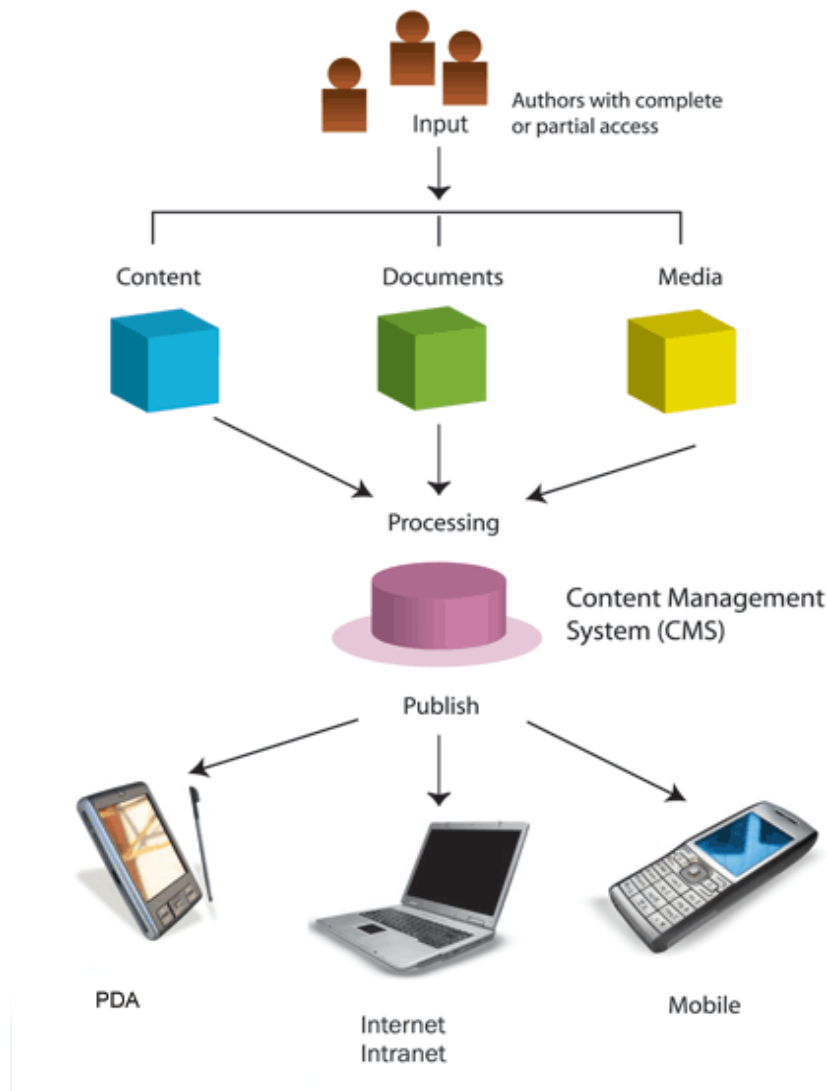 Authors with complete
or partial access
Input
Content
Documents
Media
Processing
Content Management
System (CMS)
Publish
PDA
Internet
Intranet
Mobile